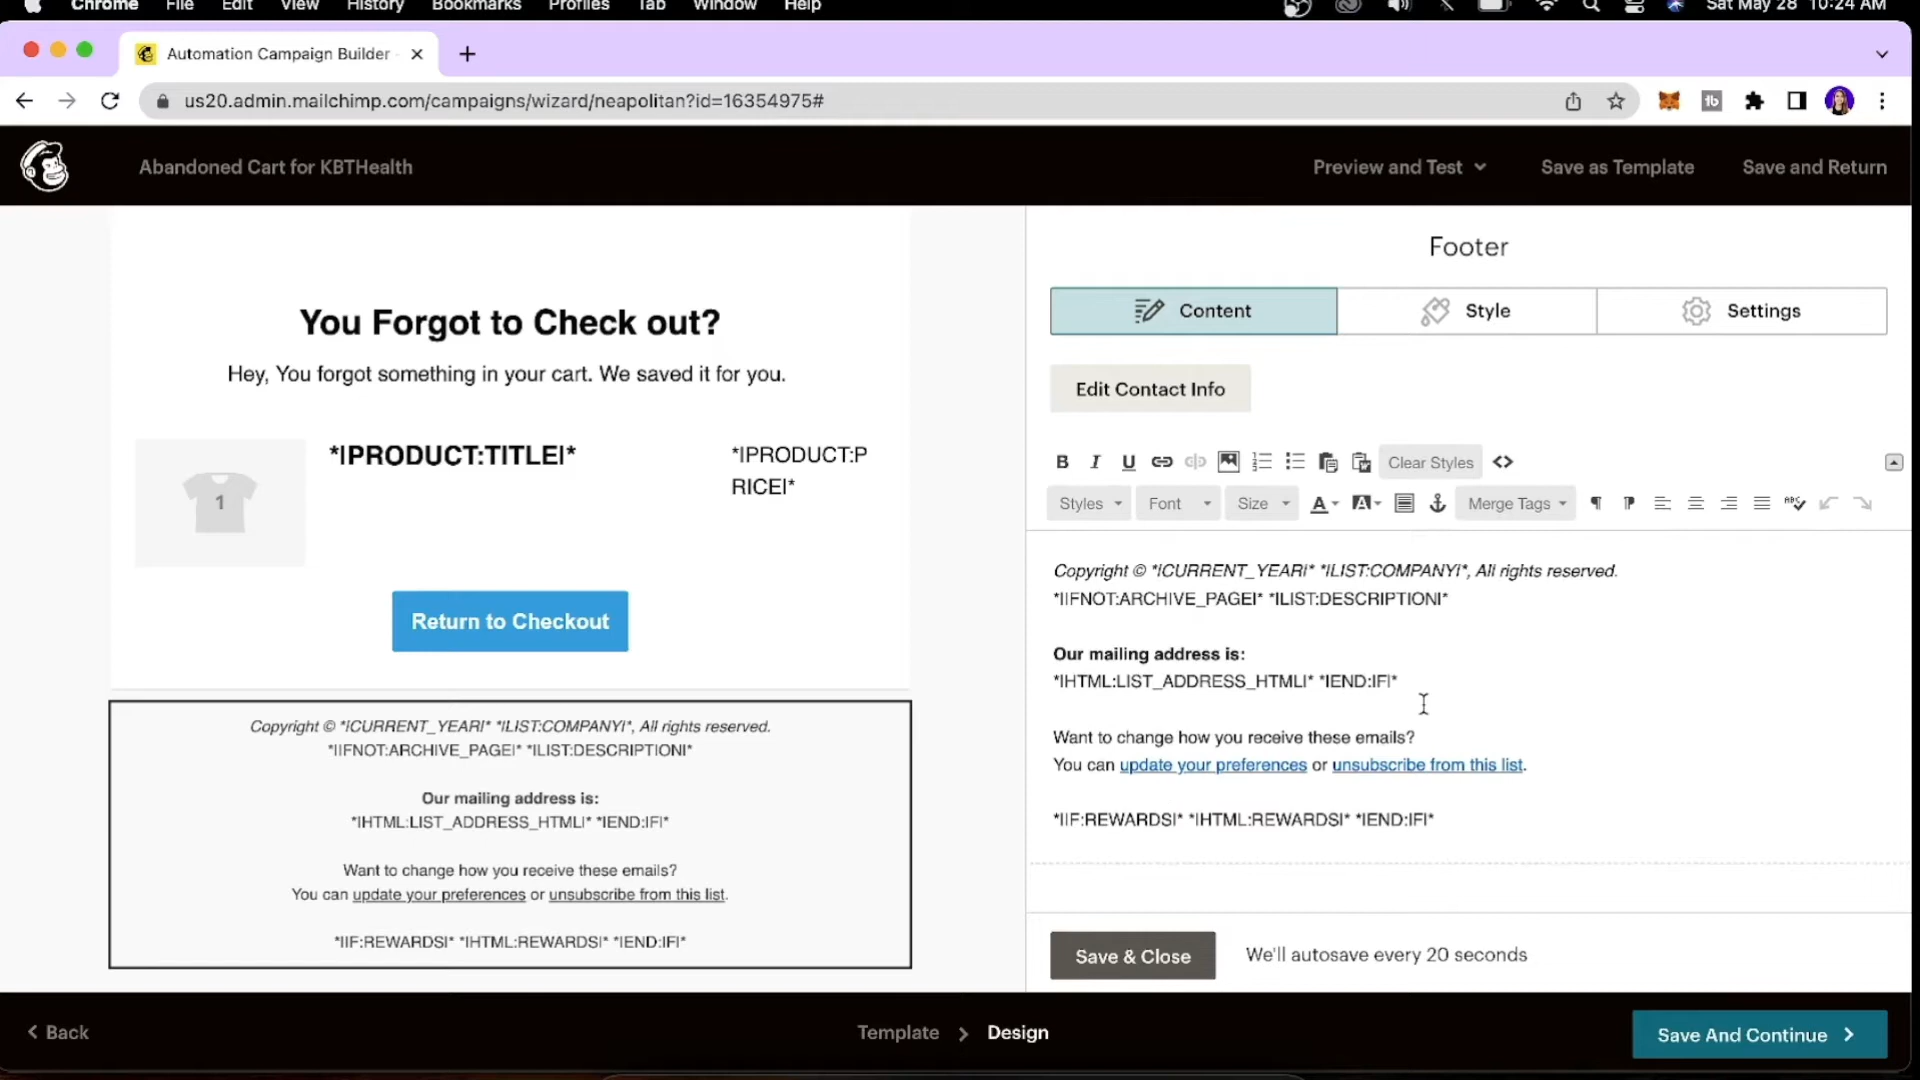 Chrome File Edit View History Bookmarks Profiles Tab Window Help Sat May 28 10:24 AM
Automation Campaign Builder -
us20.admin.mailchimp.com/campaigns/wizard/neapolitan?id=16354975#
Abandoned Cart for KBTHealth
Preview and Test
Save as Template
Save and Return
You Forgot to Check out?
Hey, You forgot something in your cart. We saved it for you.
1
*|PRODUCT:TITLE|*
*|PRODUCT:P
RICE|*
Return to Checkout
Copyright © *|CURRENT_YEAR|* *|LIST:COMPANY|*, All rights reserved.
*|IFNOT:ARCHIVE_PAGE|* *|LIST:DESCRIPTION|*
Our mailing address is:
*|HTML:LIST_ADDRESS_HTML|* *|END:IF|*
Want to change how you receive these emails?
You can update your preferences or unsubscribe from this list.
*|IF:REWARDS|* *|HTML:REWARDS|* *|END:IF|*
Footer
Content
Style
Settings
Edit Contact Info
B I U Clear Styles
Styles Font Size A A Merge Tags ABC
Copyright © *|CURRENT_YEAR|* *|LIST:COMPANY|*, All rights reserved.
*|IFNOT:ARCHIVE_PAGE|* *|LIST:DESCRIPTION|*
Our mailing address is:
*|HTML:LIST_ADDRESS_HTML|* *|END:IF|*
Want to change how you receive these emails?
You can update your preferences or unsubscribe from this list.
*|IF:REWARDS|* *|HTML:REWARDS|* *|END:IF|*
Save & Close
We'll autosave every 20 seconds
Back
Template > Design
Save And Continue